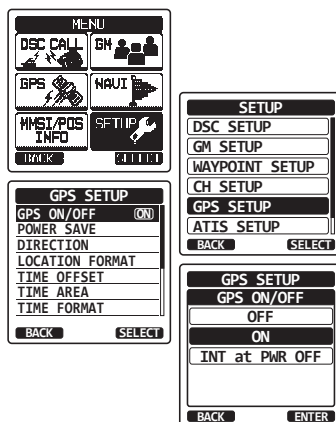 MENU
DSC CALL GM
GPS NAVI
MMSI/POS INFO SETUP
BACK SELECT
SETUP
DSC SETUP
GM SETUP
WAYPOINT SETUP
CH SETUP
GPS SETUP
ATIS SETUP
BACK SELECT
GPS SETUP
GPS ON/OFF ON
POWER SAVE
DIRECTION
LOCATION FORMAT
TIME OFFSET
TIME AREA
TIME FORMAT
BACK SELECT
GPS SETUP
GPS ON/OFF
OFF
ON
INT at PWR OFF
BACK ENTER